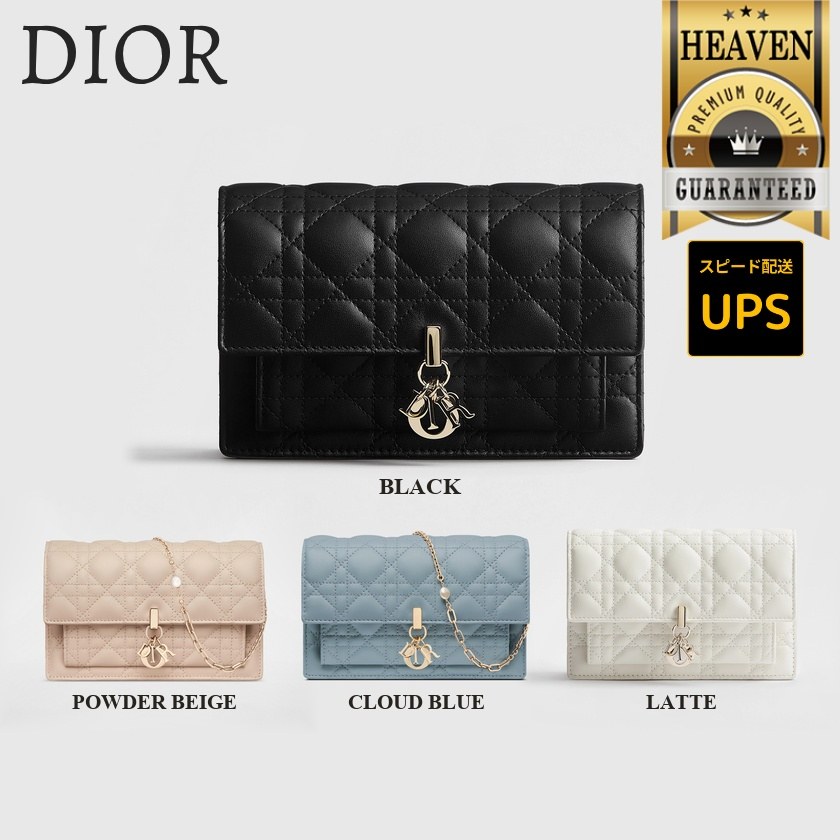 DIOR
HEAVEN
PREMIUM QUALITY
GUARANTEED
スピード配送
UPS
BLACK
POWDER BEIGE
CLOUD BLUE
LATTE